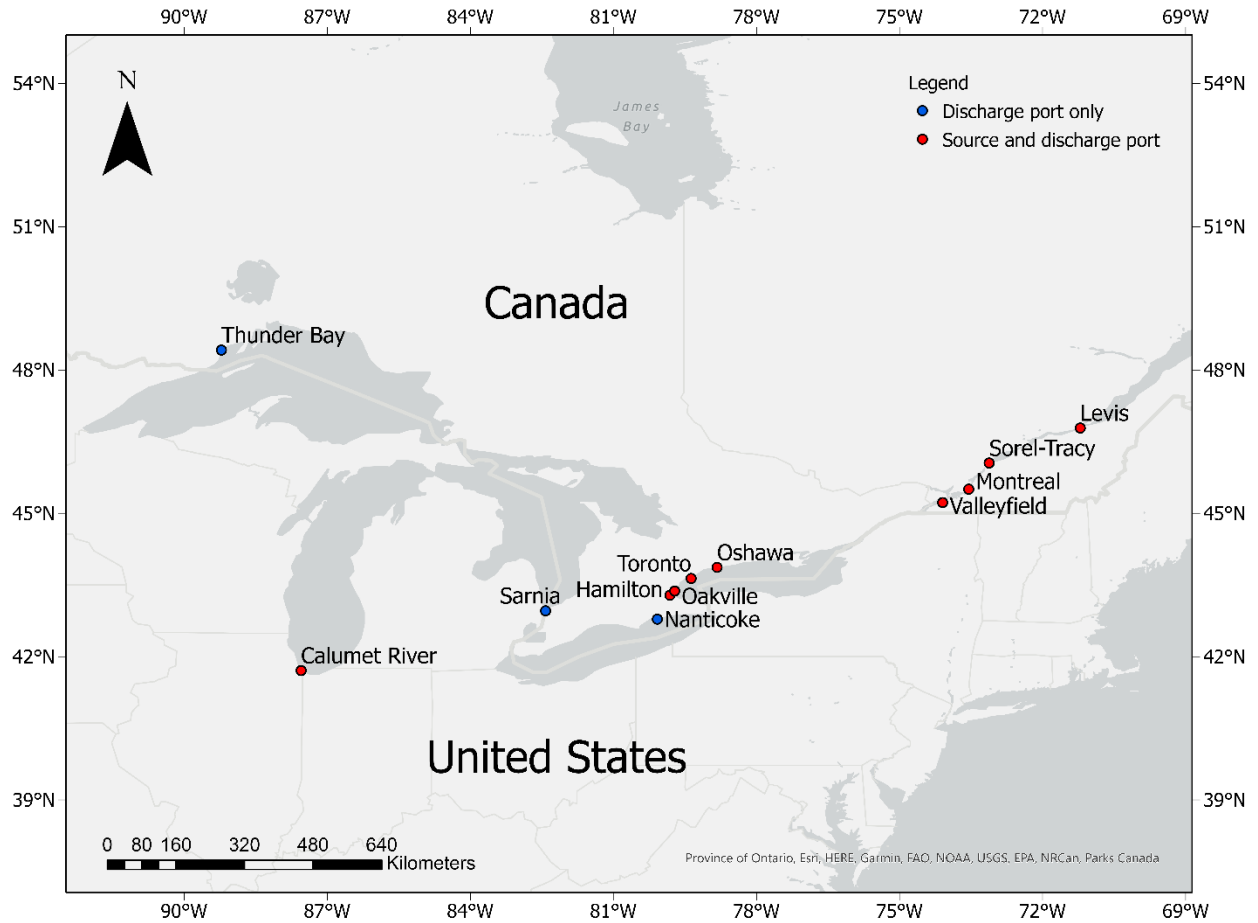 90°W 87°W 84°W 81°W 78°W 75°W 72°W 69°W
54°N
54°N
N
James
Bay
Legend
Discharge port only
Source and discharge port
51°N
51°N
Canada
Thunder Bay
48°N
48°N
Levis
Sorel-Tracy
Montreal
Valleyfield
45°N
45°N
Oshawa
Toronto
Hamilton
Oakville
Sarnia
Nanticoke
Calumet River
42°N
42°N
United States
39°N
39°N
0 80 160 320 480 640
Kilometers
Province of Ontario, Esri, HERE, Garmin, FAO, NOAA, USGS, EPA, NRCan, Parks Canada
90°W 87°W 84°W 81°W 78°W 75°W 72°W 69°W